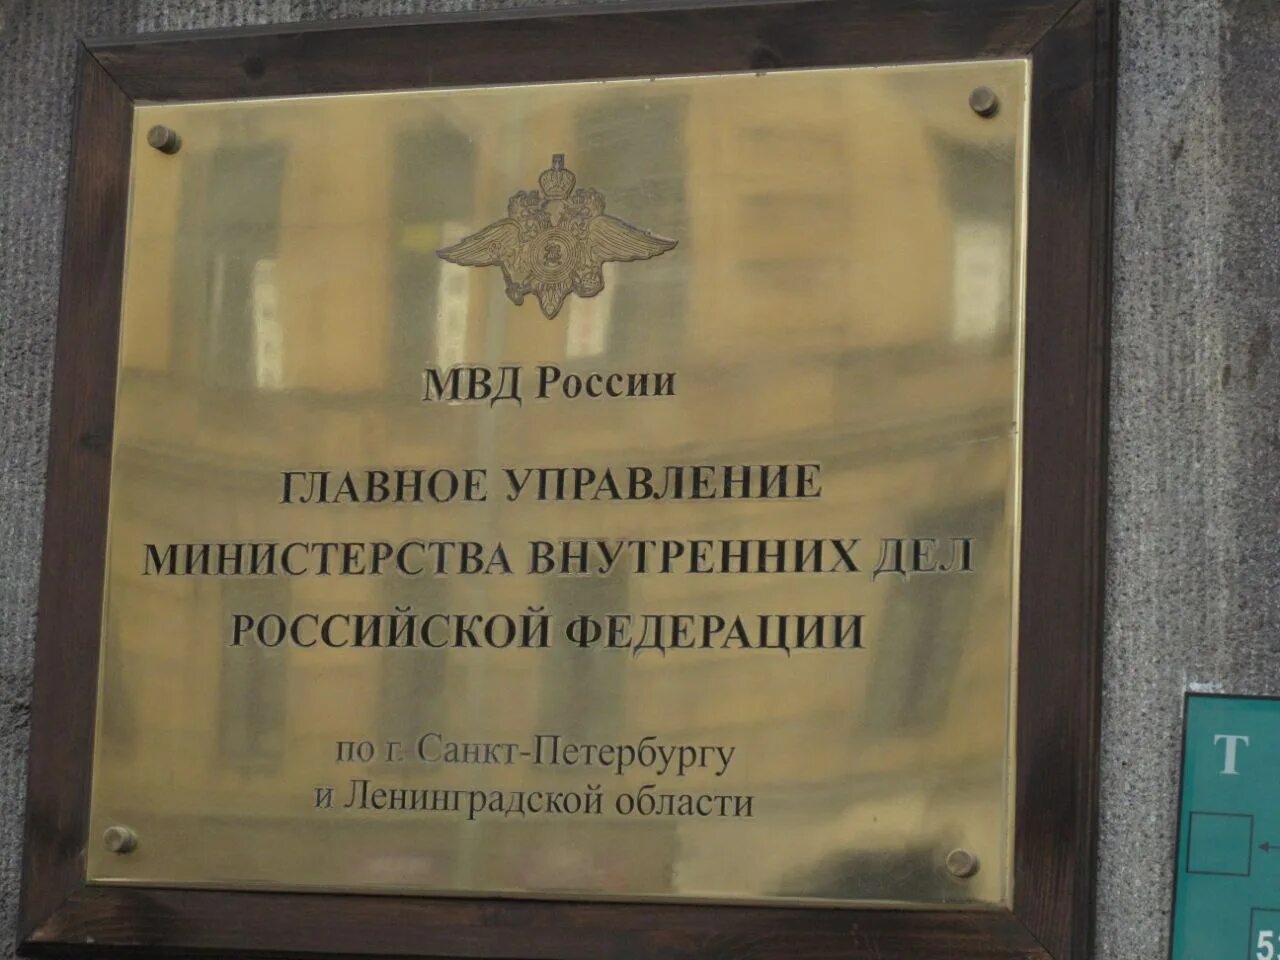 МВД России
ГЛАВНОЕ УПРАВЛЕНИЕ
МИНИСТЕРСТВА ВНУТРЕННИХ ДЕЛ
РОССИЙСКОЙ ФЕДЕРАЦИИ
по г. Санкт-Петербургу
и Ленинградской области
Т